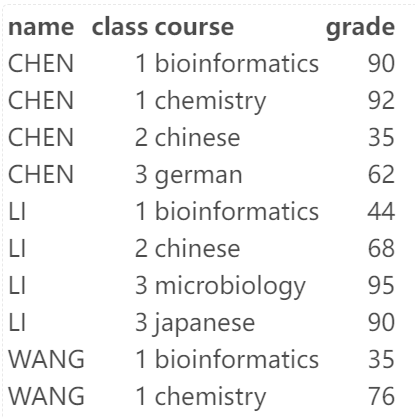 name class course grade
CHEN 1 bioinformatics 90
CHEN 1 chemistry 92
CHEN 2 chinese 35
CHEN 3 german 62
LI 1 bioinformatics 44
LI 2 chinese 68
LI 3 microbiology 95
LI 3 japanese 90
WANG 1 bioinformatics 35
WANG 1 chemistry 76